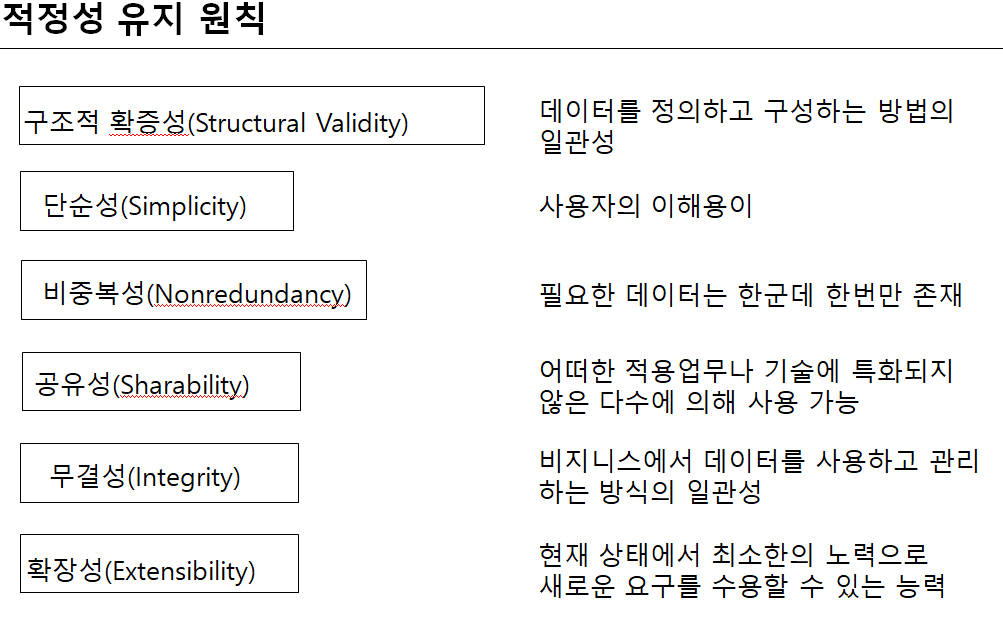 적정성 유지 원칙
구조적 확증성(Structural Validity)
데이터를 정의하고 구성하는 방법의
일관성
단순성(Simplicity)
사용자의 이해용이
비중복성(Nonredundancy)
필요한 데이터는 한군데 한번만 존재
공유성(Sharability)
어떠한 적용업무나 기술에 특화되지
않은 다수에 의해 사용 가능
무결성(Integrity)
비지니스에서 데이터를 사용하고 관리
하는 방식의 일관성
확장성(Extensibility)
현재 상태에서 최소한의 노력으로
새로운 요구를 수용할 수 있는 능력